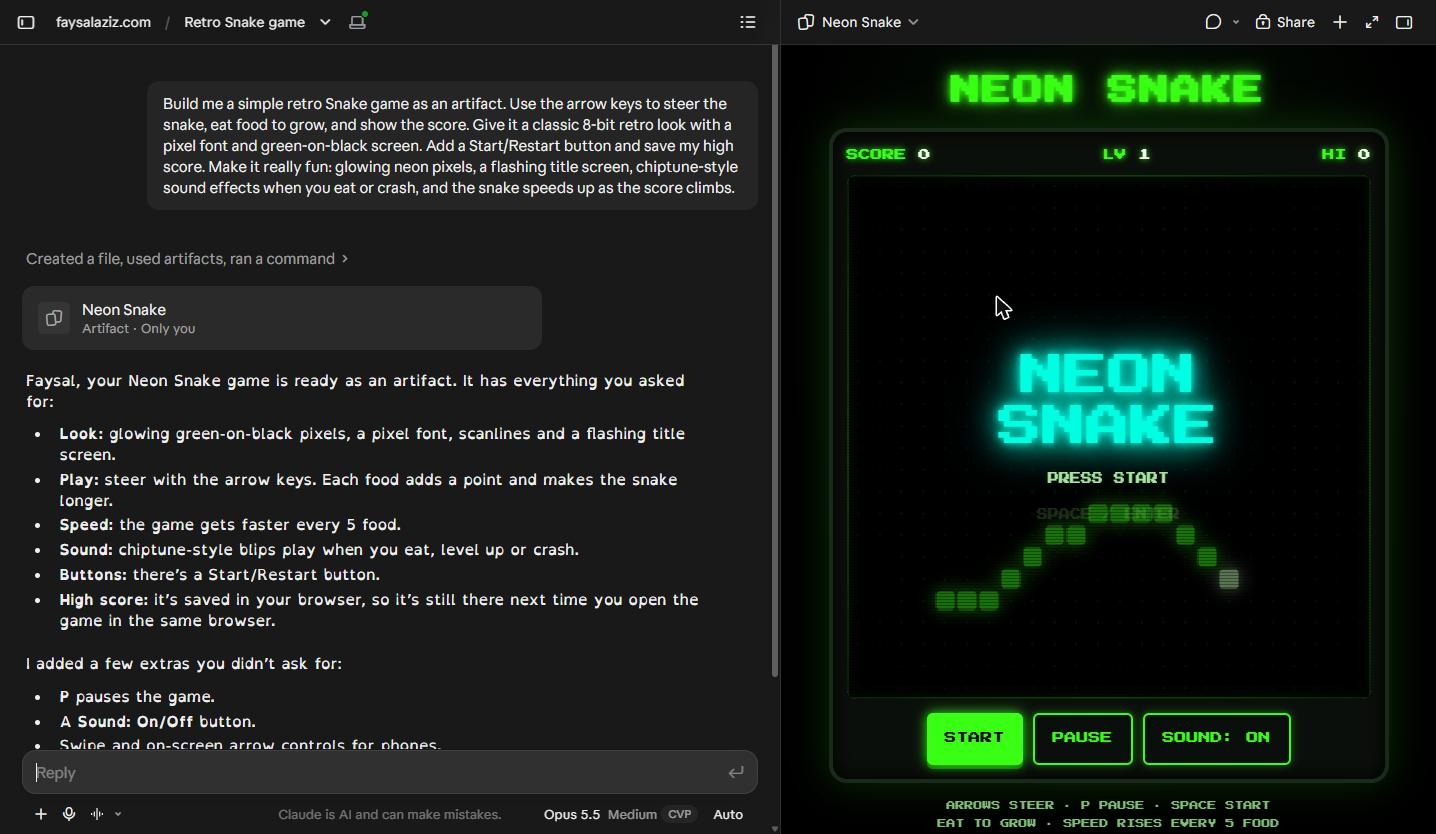 faysalaziz.com / Retro Snake game
Build me a simple retro Snake game as an artifact. Use the arrow keys to steer the
snake, eat food to grow, and show the score. Give it a classic 8-bit retro look with a
pixel font and green-on-black screen. Add a Start/Restart button and save my high
score. Make it really fun: glowing neon pixels, a flashing title screen, chiptune-style
sound effects when you eat or crash, and the snake speeds up as the score climbs.
Created a file, used artifacts, ran a command
Neon Snake
Artifact · Only you
Faysal, your Neon Snake game is ready as an artifact. It has everything you asked
for:
• Look: glowing green-on-black pixels, a pixel font, scanlines and a flashing title
screen.
• Play: steer with the arrow keys. Each food adds a point and makes the snake
longer.
• Speed: the game gets faster every 5 food.
• Sound: chiptune-style blips play when you eat, level up or crash.
• Buttons: there's a Start/Restart button.
• High score: it's saved in your browser, so it's still there next time you open the
game in the same browser.
I added a few extras you didn't ask for:
• P pauses the game.
• A Sound: On/Off button.
• Swipe and on-screen arrow controls for phones.
Reply
Claude is AI and can make mistakes.
Opus 5.5 Medium CVP Auto
Neon Snake
Share
NEON SNAKE
SCORE 0 LV 1 HI 0
NEON
SNAKE
PRESS START
SPACE
START PAUSE SOUND: ON
ARROWS STEER · P PAUSE · SPACE START
EAT TO GROW · SPEED RISES EVERY 5 FOOD